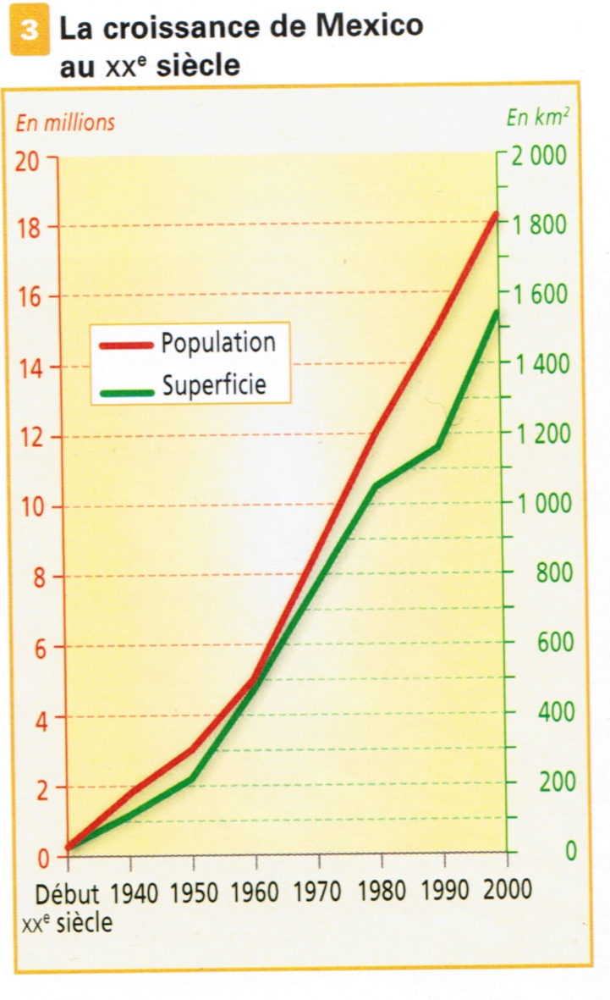 3 La croissance de Mexico
au XXe siècle
En millions
En km²
20
18
16
14
12
10
8
6
4
2
0
2 000
1 800
1 600
1 400
1 200
1 000
800
600
400
200
0
Population
Superficie
Début 1940 1950 1960 1970 1980 1990 2000
XXe siècle